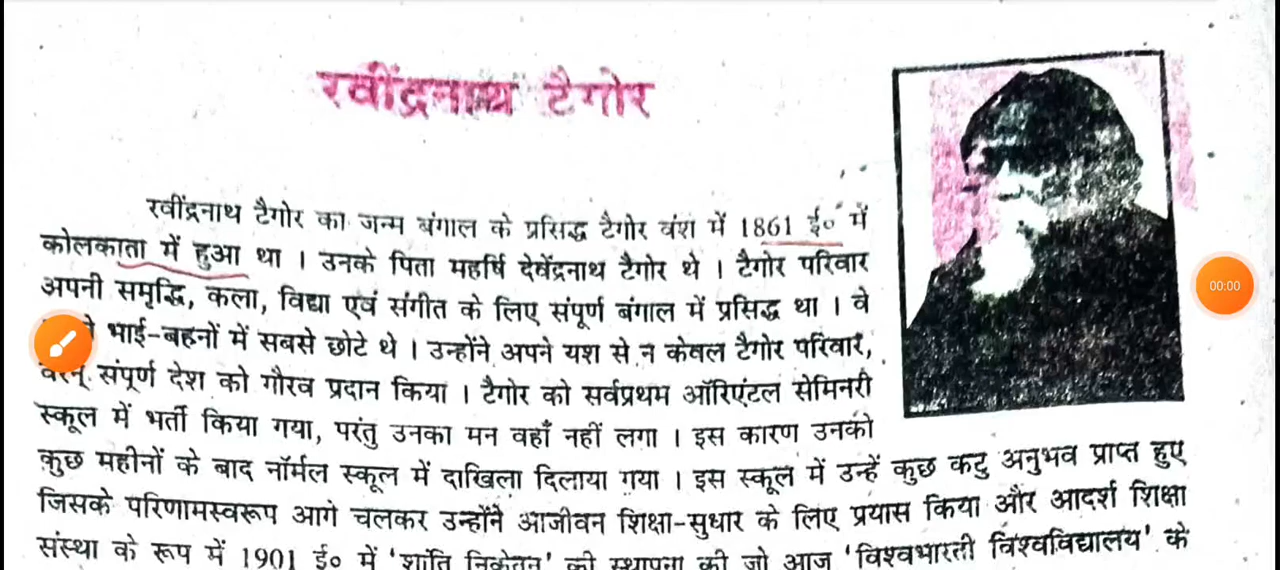 रवींद्रनाथ टैगोर
रवींद्रनाथ टैगोर का जन्म बंगाल के प्रसिद्ध टैगोर वंश में 1861 ई० में
कोलकाता में हुआ था । उनके पिता महर्षि देवेंद्रनाथ टैगोर थे । टैगोर परिवार
अपनी समृद्धि, कला, विद्या एवं संगीत के लिए संपूर्ण बंगाल में प्रसिद्ध था । वे
भाई-बहनों में सबसे छोटे थे । उन्होंने अपने यश से न केवल टैगोर परिवार,
00:00
वरन् संपूर्ण देश को गौरव प्रदान किया । टैगोर को सर्वप्रथम ऑरिएंटल सेमिनरी
स्कूल में भर्ती किया गया, परंतु उनका मन वहाँ नहीं लगा । इस कारण उनको
कुछ महीनों के बाद नॉर्मल स्कूल में दाखिला दिलाया गया । इस स्कूल में उन्हें कुछ कटु अनुभव प्राप्त हुए
जिसके परिणामस्वरूप आगे चलकर उन्होंने आजीवन शिक्षा-सुधार के लिए प्रयास किया और आदर्श शिक्षा
संस्था के रूप में 1901 ई० में 'शांति निकेतन' की स्थापना की जो आज 'विश्वभारती विश्वविद्यालय' के